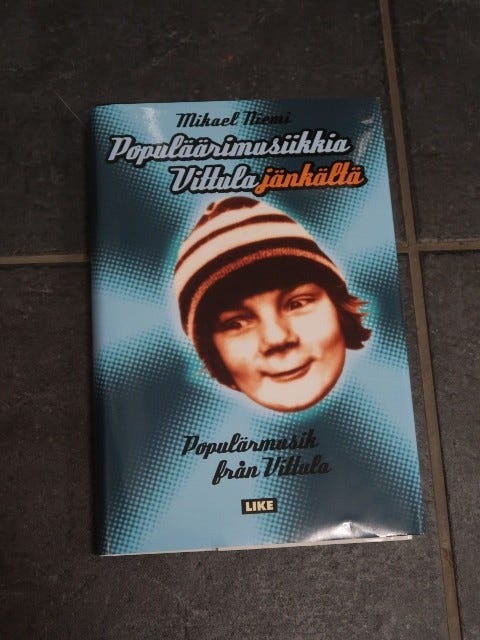 Mikael Niemi
Populäärimusiikkia
Vittulajänkältä
Populärmusik
från Vittula
LIKE